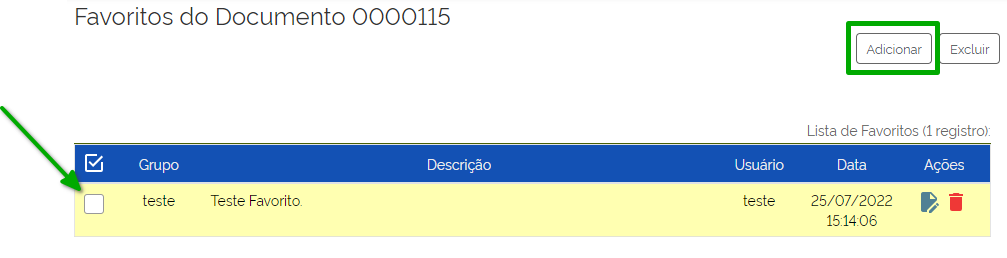 Favoritos do Documento 0000115
Adicionar Excluir
Lista de Favoritos (1 registro):
Grupo Descrição Usuário Data Ações
teste Teste Favorito. teste 25/07/2022
15:14:06